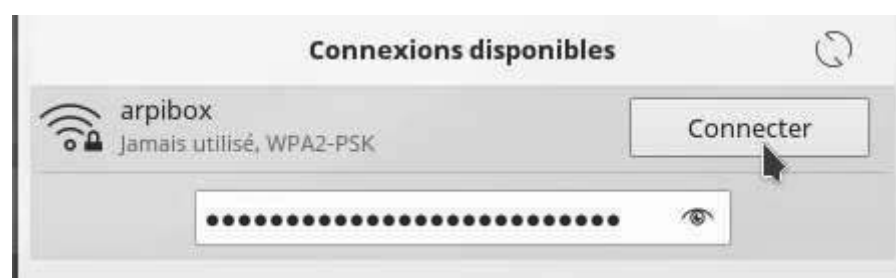 Connexions disponibles
arpibox
Connecter
Jamais utilisé, WPA2-PSK
••••••••••••••••••••••••••